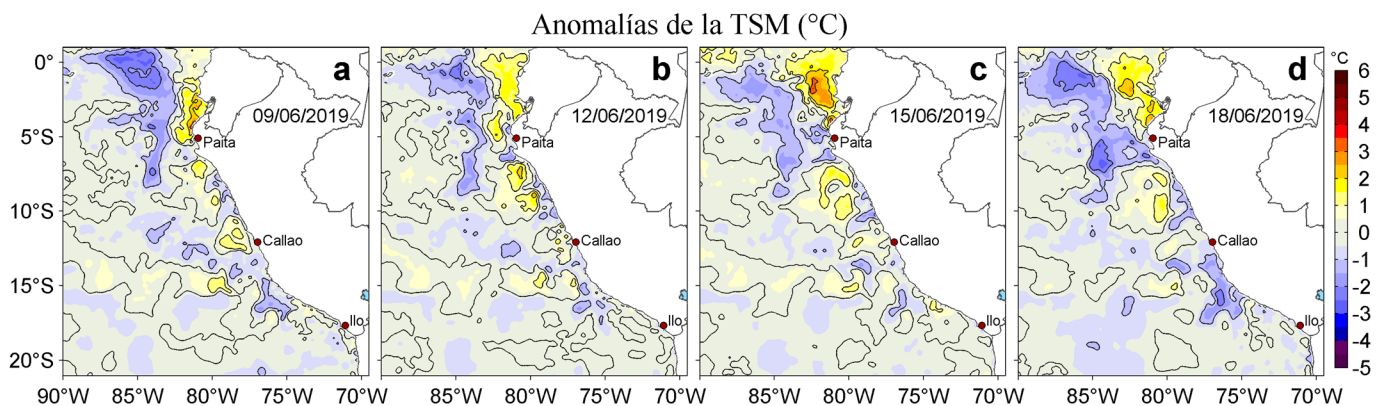 Anomalías de la TSM (°C)
a
09/06/2019
Paita
Callao
Ilo
b
12/06/2019
Paita
Callao
Ilo
c
15/06/2019
Paita
Callao
Ilo
d
18/06/2019
Paita
Callao
Ilo
0°
5°S
10°S
15°S
20°S
90°W 85°W 80°W 75°W 70°W
85°W 80°W 75°W 70°W
85°W 80°W 75°W 70°W
85°W 80°W 75°W 70°W
°C
6
5
4
3
2
1
0
-1
-2
-3
-4
-5